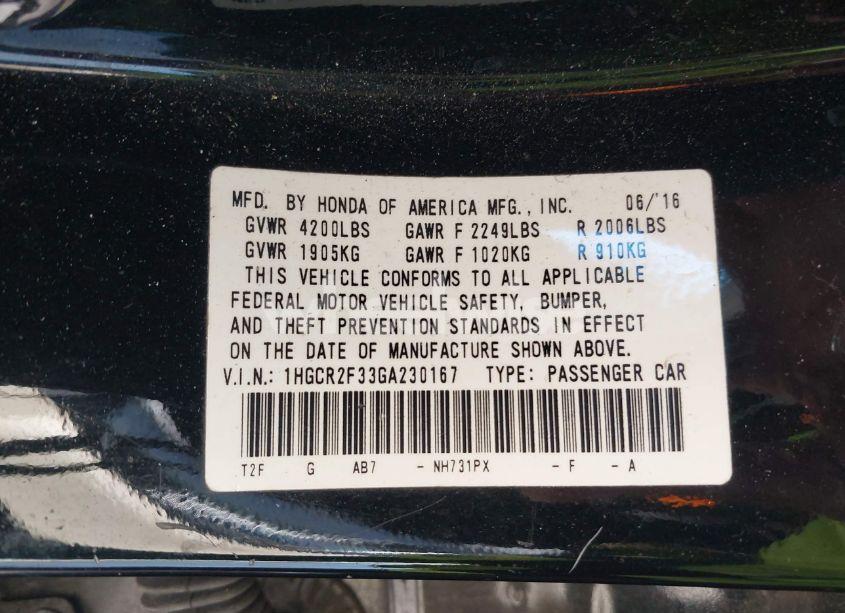 MFD. BY HONDA OF AMERICA MFG., INC. 06/'16
GVWR 4200LBS GAWR F 2249LBS R 2006LBS
GVWR 1905KG GAWR F 1020KG R 910KG
THIS VEHICLE CONFORMS TO ALL APPLICABLE
FEDERAL MOTOR VEHICLE SAFETY, BUMPER,
AND THEFT PREVENTION STANDARDS IN EFFECT
ON THE DATE OF MANUFACTURE SHOWN ABOVE.
V.I.N.: 1HGCR2F33GA230167 TYPE: PASSENGER CAR
T2F G AB7 - NH731PX - F - A